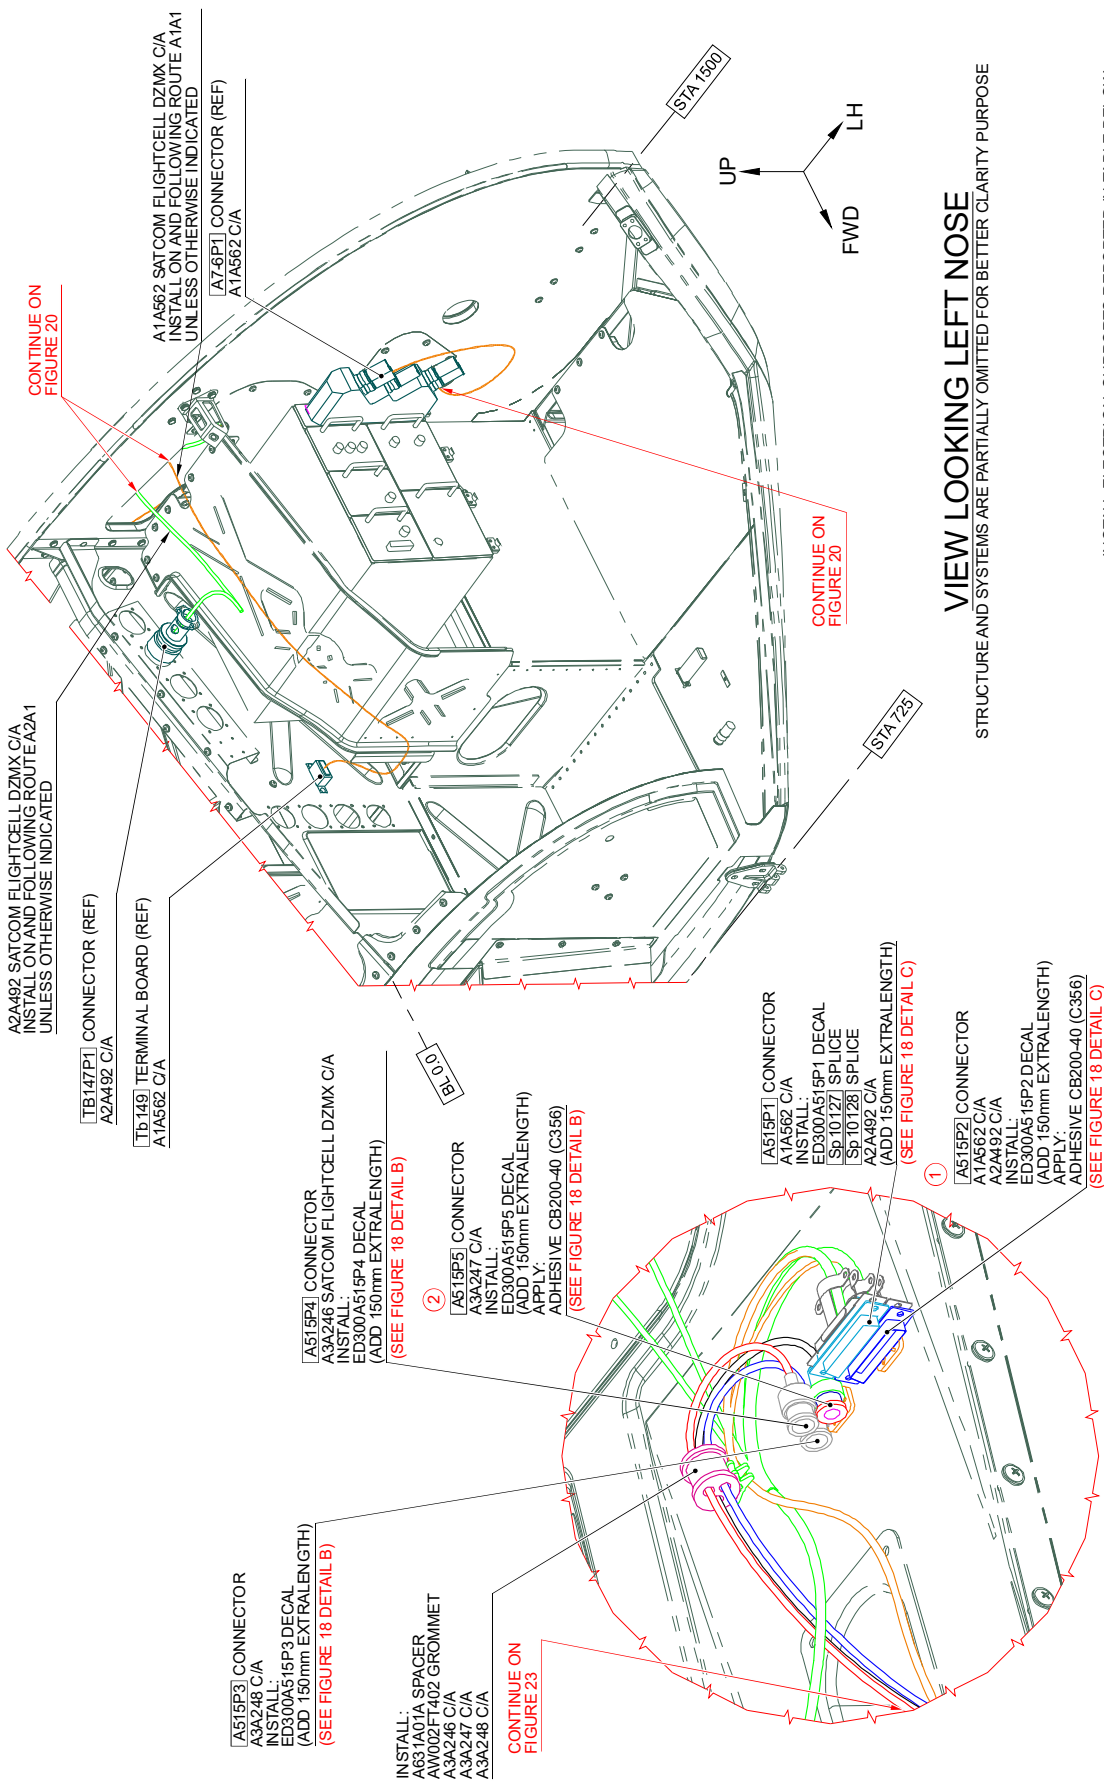 A2A492 SATCOM FLIGHTCELL DZMX C/A
INSTALL ON AND FOLLOWING ROUTE A2A1
UNLESS OTHERWISE INDICATED
TB147P1 CONNECTOR (REF)
A2A492 C/A
Tb149 TERMINAL BOARD (REF)
A1A562 C/A
CONTINUE ON
FIGURE 20
A1A562 SATCOM FLIGHTCELL DZMX C/A
INSTALL ON AND FOLLOWING ROUTE A1A1
UNLESS OTHERWISE INDICATED
A7-6P1 CONNECTOR (REF)
A1A562 C/A
STA 1500
UP
LH
FWD
CONTINUE ON
FIGURE 20
STA 725
BL 0.0
VIEW LOOKING LEFT NOSE
STRUCTURE AND SYSTEMS ARE PARTIALLY OMITTED FOR BETTER CLARITY PURPOSE
A515P3 CONNECTOR
A3A248 C/A
INSTALL:
ED300A515P3 DECAL
(ADD 150mm EXTRALENGTH)
(SEE FIGURE 18 DETAIL B)
A515P4 CONNECTOR
A3A246 SATCOM FLIGHTCELL DZMX C/A
INSTALL:
ED300A515P4 DECAL
(ADD 150mm EXTRALENGTH)
(SEE FIGURE 18 DETAIL B)
2
A515P5 CONNECTOR
A3A247 C/A
INSTALL:
ED300A515P5 DECAL
(ADD 150mm EXTRALENGTH)
APPLY:
ADHESIVE CB200-40 (C356)
(SEE FIGURE 18 DETAIL B)
INSTALL:
A631A01A SPACER
AW002FT402 GROMMET
A3A246 C/A
A3A247 C/A
A3A248 C/A
CONTINUE ON
FIGURE 23
A515P1 CONNECTOR
A1A562 C/A
INSTALL:
ED300A515P1 DECAL
Sp10127 SPLICE
Sp10128 SPLICE
A2A492 C/A
(ADD 150mm EXTRALENGTH)
(SEE FIGURE 18 DETAIL C)
1
A515P2 CONNECTOR
A1A562 C/A
A2A492 C/A
INSTALL:
ED300A515P2 DECAL
(ADD 150mm EXTRALENGTH)
APPLY:
ADHESIVE CB200-40 (C356)
(SEE FIGURE 18 DETAIL C)